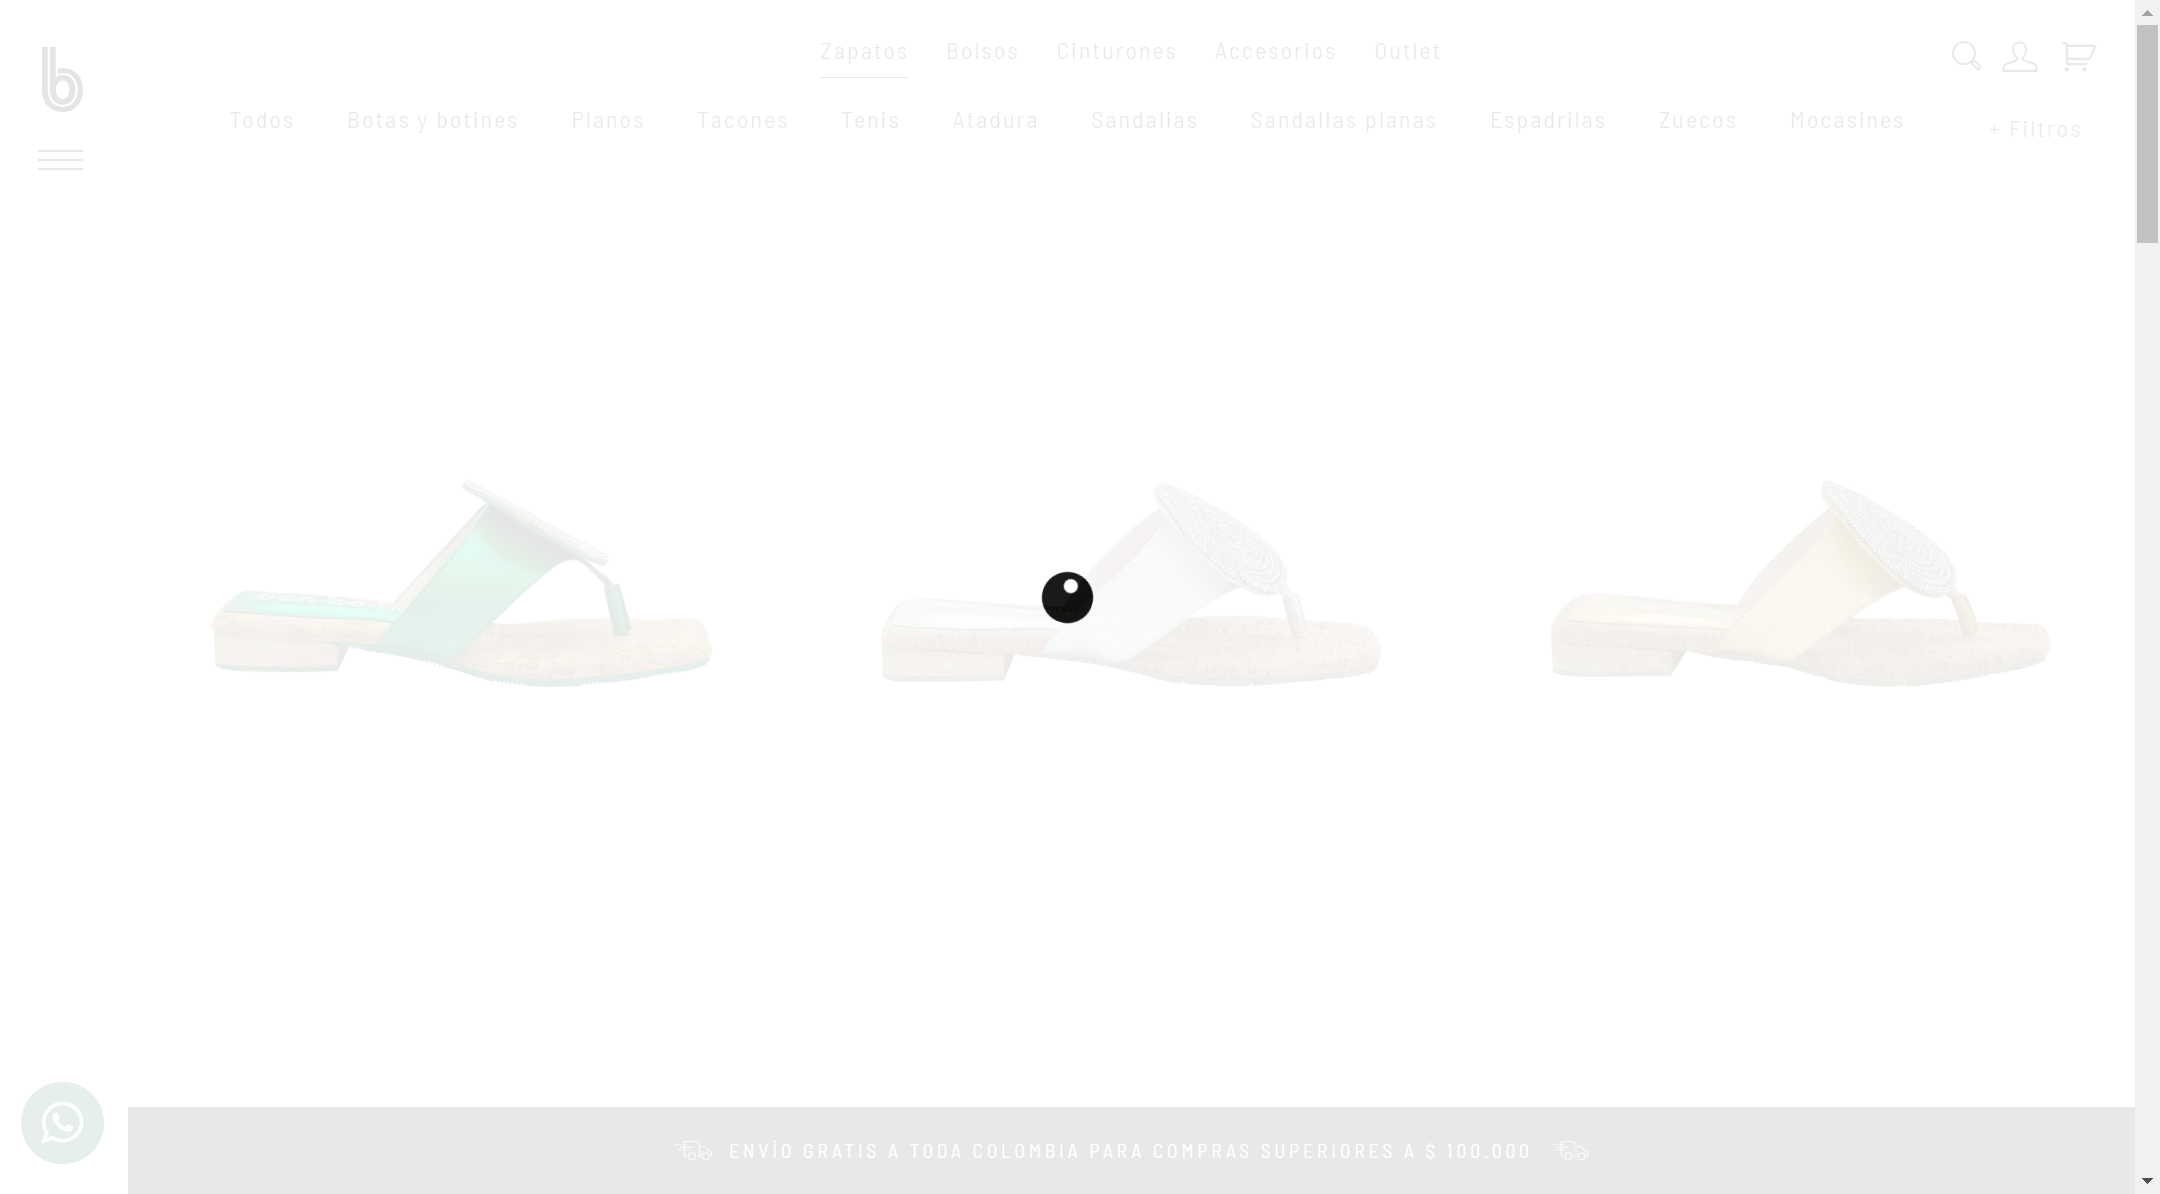 b
Zapatos Bolsos Cinturones Accesorios Outlet
Todos Botas y botines Planos Tacones Tenis Atadura Sandalias Sandalias planas Espadrilas Zuecos Mocasines + Filtros
ENVÍO GRATIS A TODA COLOMBIA PARA COMPRAS SUPERIORES A $ 100.000